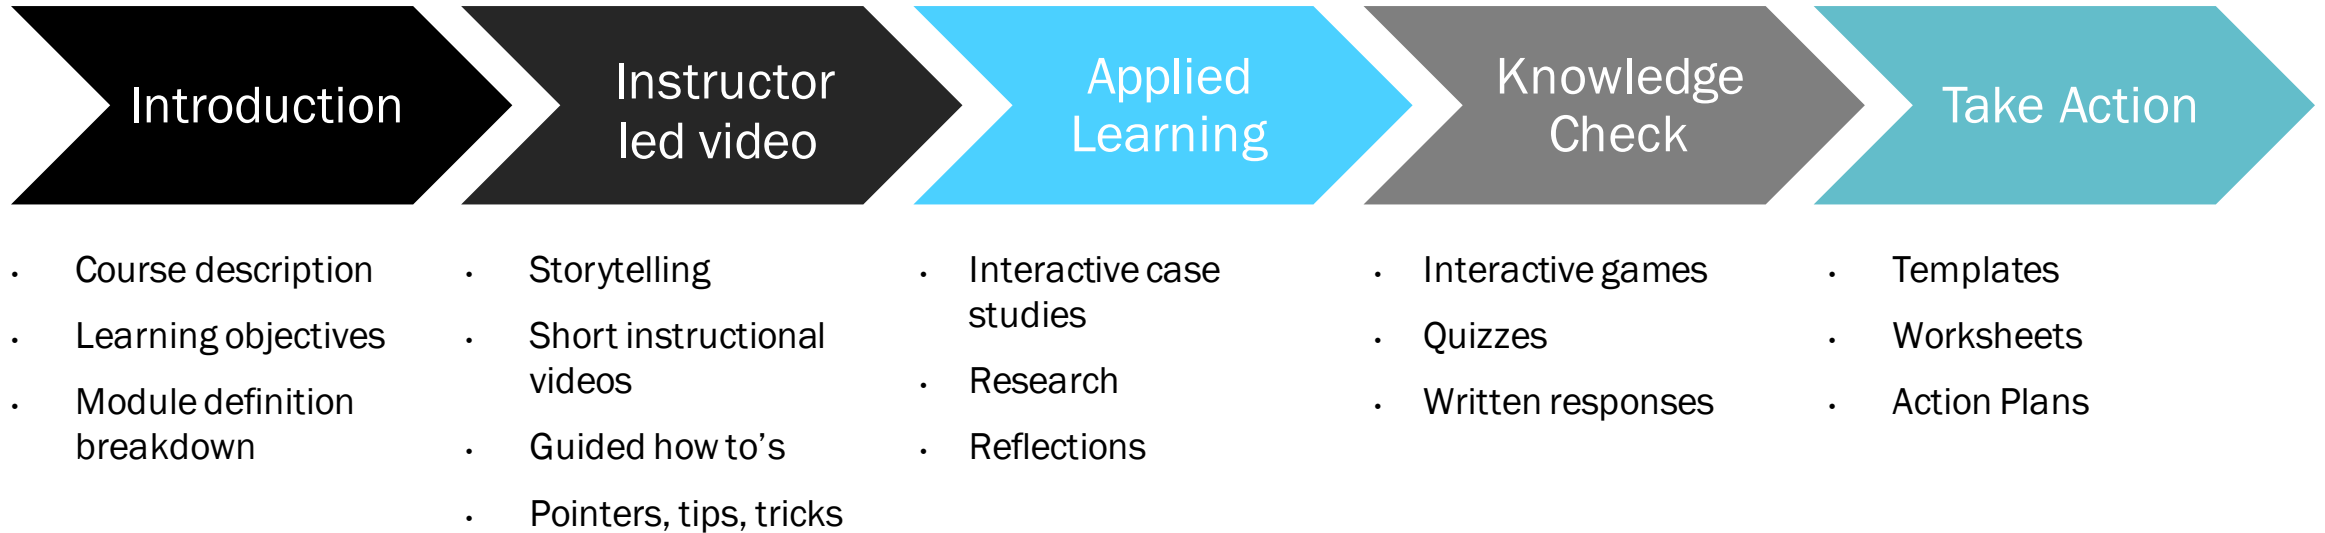 Introduction
Instructor
led video
Applied
Learning
Knowledge
Check
Take Action
· Course description
· Learning objectives
· Module definition
breakdown
· Storytelling
· Short instructional
videos
· Guided how to’s
· Pointers, tips, tricks
· Interactive case
studies
· Research
· Reflections
· Interactive games
· Quizzes
· Written responses
· Templates
· Worksheets
· Action Plans